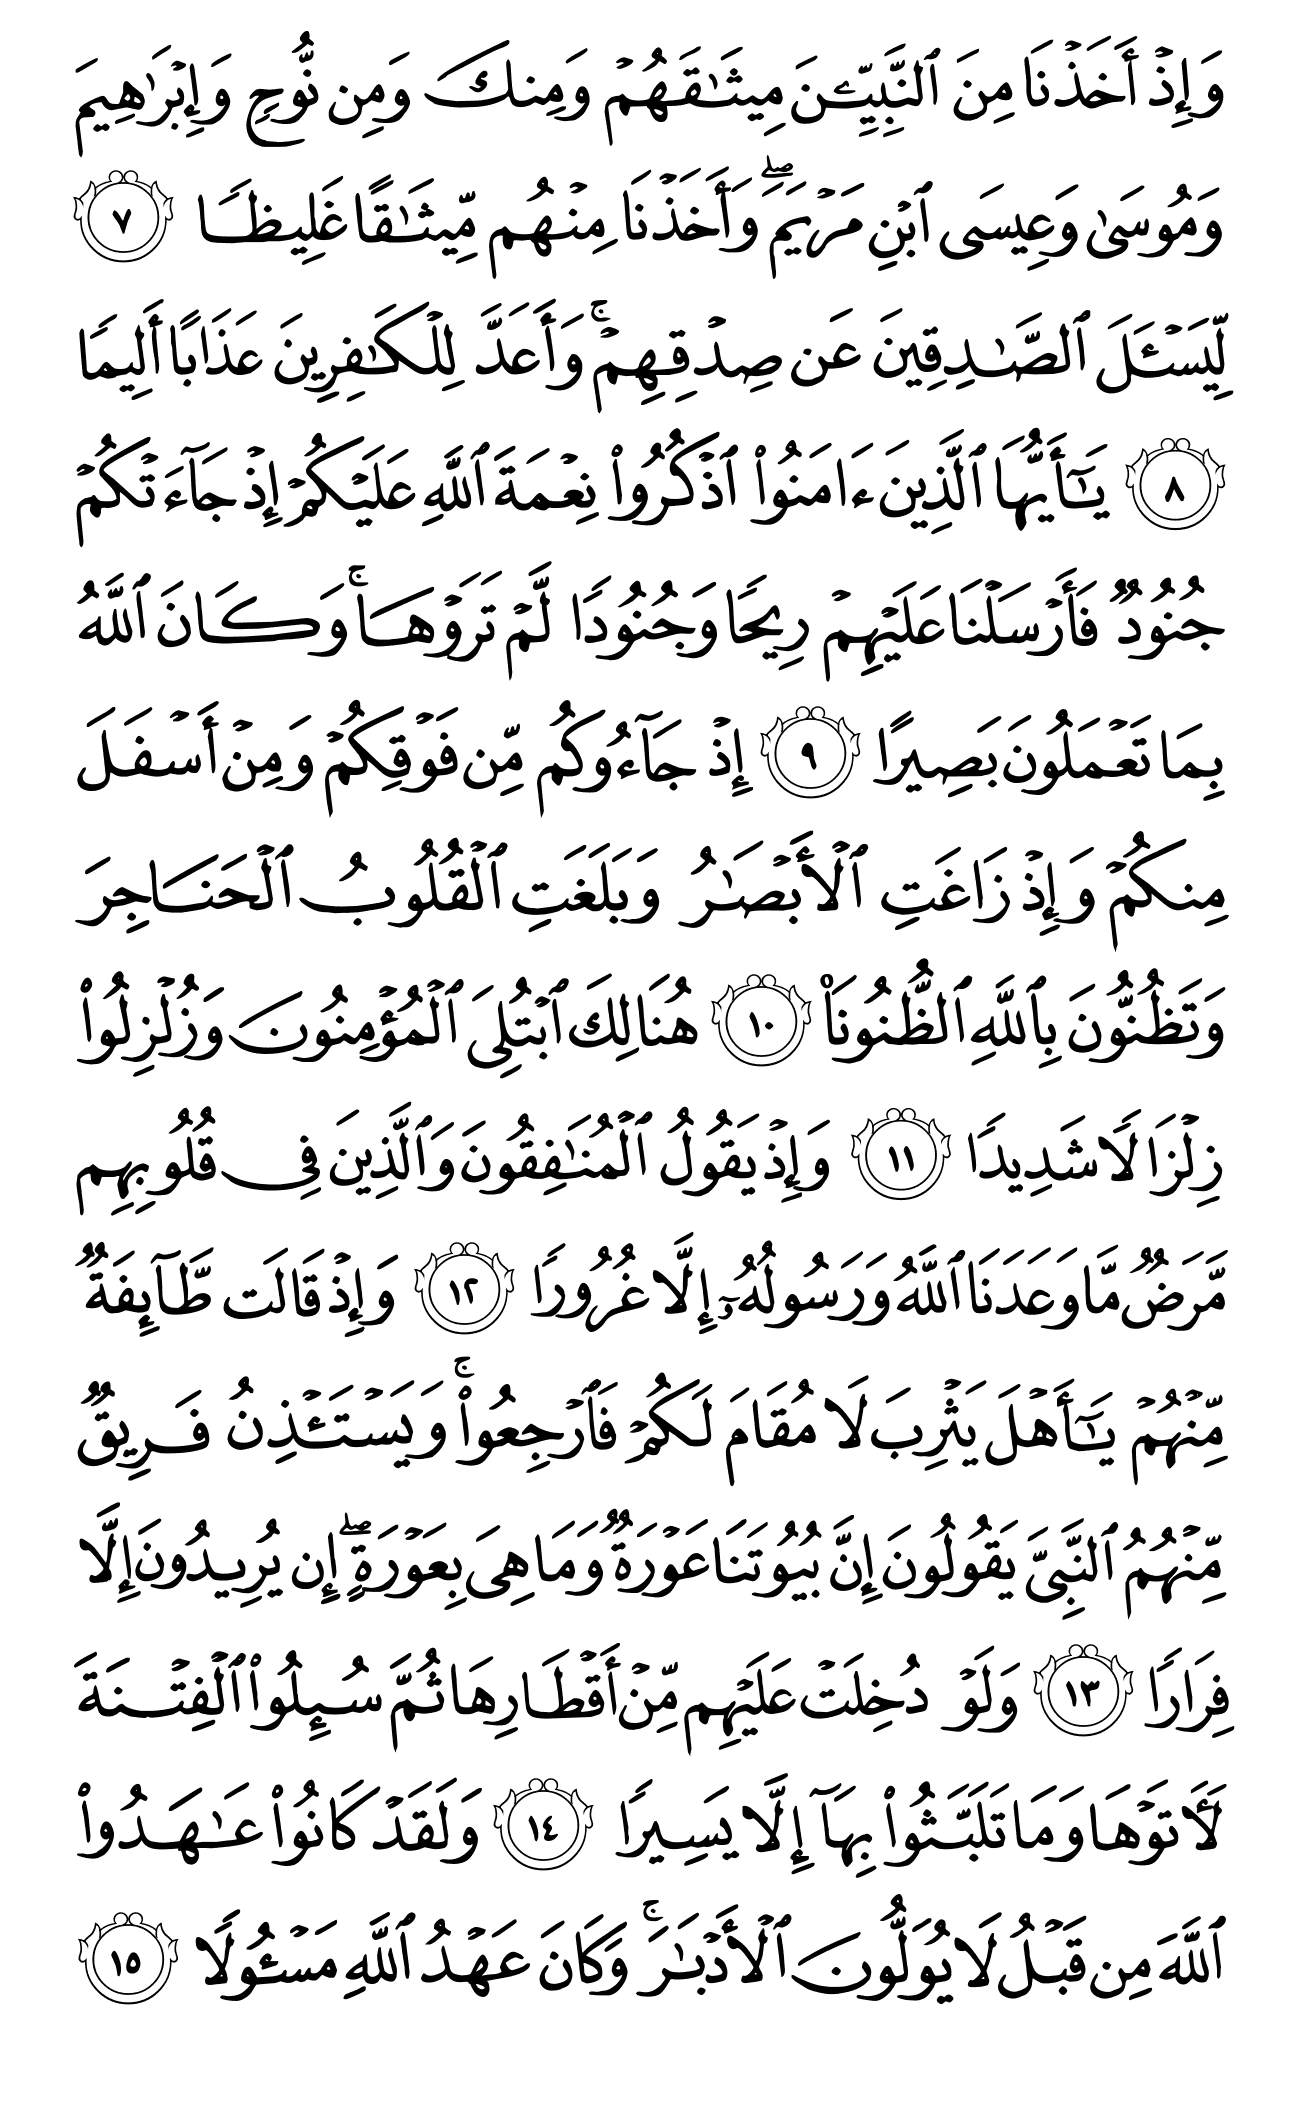 وَإِذْ أَخَذْنَا مِنَ ٱلنَّبِيِّـۧنَ مِيثَـٰقَهُمْ وَمِنكَ وَمِن نُّوحٍ وَإِبْرَٰهِيمَ
وَمُوسَىٰ وَعِيسَى ٱبْنِ مَرْيَمَ ۖ وَأَخَذْنَا مِنْهُم مِّيثَـٰقًا غَلِيظًا ٧
لِّيَسْـَٔلَ ٱلصَّـٰدِقِينَ عَن صِدْقِهِمْ ۚ وَأَعَدَّ لِلْكَـٰفِرِينَ عَذَابًا أَلِيمًا
٨ يَـٰٓأَيُّهَا ٱلَّذِينَ ءَامَنُوا۟ ٱذْكُرُوا۟ نِعْمَةَ ٱللَّهِ عَلَيْكُمْ إِذْ جَآءَتْكُمْ
جُنُودٌ فَأَرْسَلْنَا عَلَيْهِمْ رِيحًا وَجُنُودًا لَّمْ تَرَوْهَا ۚ وَكَانَ ٱللَّهُ
بِمَا تَعْمَلُونَ بَصِيرًا ٩ إِذْ جَآءُوكُم مِّن فَوْقِكُمْ وَمِنْ أَسْفَلَ
مِنكُمْ وَإِذْ زَاغَتِ ٱلْأَبْصَـٰرُ وَبَلَغَتِ ٱلْقُلُوبُ ٱلْحَنَاجِرَ
وَتَظُنُّونَ بِٱللَّهِ ٱلظُّنُونَا۠ ١٠ هُنَالِكَ ٱبْتُلِىَ ٱلْمُؤْمِنُونَ وَزُلْزِلُوا۟
زِلْزَالًا شَدِيدًا ١١ وَإِذْ يَقُولُ ٱلْمُنَـٰفِقُونَ وَٱلَّذِينَ فِى قُلُوبِهِم
مَّرَضٌ مَّا وَعَدَنَا ٱللَّهُ وَرَسُولُهُۥٓ إِلَّا غُرُورًا ١٢ وَإِذْ قَالَت طَّآئِفَةٌ
مِّنْهُمْ يَـٰٓأَهْلَ يَثْرِبَ لَا مُقَامَ لَكُمْ فَٱرْجِعُوا۟ ۚ وَيَسْتَـْٔذِنُ فَرِيقٌ
مِّنْهُمُ ٱلنَّبِىَّ يَقُولُونَ إِنَّ بُيُوتَنَا عَوْرَةٌ وَمَا هِىَ بِعَوْرَةٍ ۖ إِن يُرِيدُونَ إِلَّا
فِرَارًا ١٣ وَلَوْ دُخِلَتْ عَلَيْهِم مِّنْ أَقْطَارِهَا ثُمَّ سُئِلُوا۟ ٱلْفِتْنَةَ
لَـَٔاتَوْهَا وَمَا تَلَبَّثُوا۟ بِهَآ إِلَّا يَسِيرًا ١٤ وَلَقَدْ كَانُوا۟ عَـٰهَدُوا۟
ٱللَّهَ مِن قَبْلُ لَا يُوَلُّونَ ٱلْأَدْبَـٰرَ ۚ وَكَانَ عَهْدُ ٱللَّهِ مَسْـُٔولًا ١٥